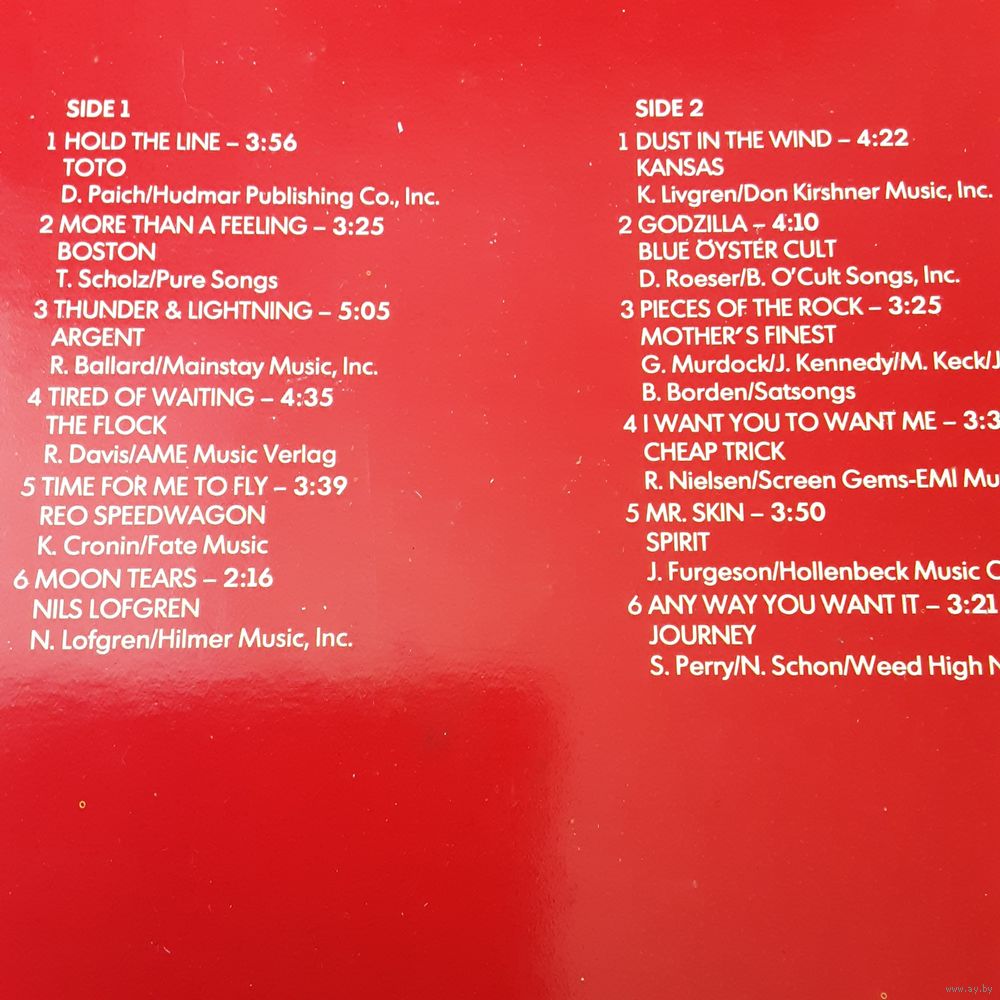 SIDE 1
1 HOLD THE LINE – 3:56
TOTO
D. Paich/Hudmar Publishing Co., Inc.
2 MORE THAN A FEELING – 3:25
BOSTON
T. Scholz/Pure Songs
3 THUNDER & LIGHTNING – 5:05
ARGENT
R. Ballard/Mainstay Music, Inc.
4 TIRED OF WAITING – 4:35
THE FLOCK
R. Davis/AME Music Verlag
5 TIME FOR ME TO FLY – 3:39
REO SPEEDWAGON
K. Cronin/Fate Music
6 MOON TEARS – 2:16
NILS LOFGREN
N. Lofgren/Hilmer Music, Inc.
SIDE 2
1 DUST IN THE WIND – 4:22
KANSAS
K. Livgren/Don Kirshner Music, Inc.
2 GODZILLA – 4:10
BLUE ÖYSTER CULT
D. Roeser/B. O'Cult Songs, Inc.
3 PIECES OF THE ROCK – 3:25
MOTHER'S FINEST
G. Murdock/J. Kennedy/M. Keck/J
B. Borden/Satsongs
4 I WANT YOU TO WANT ME – 3:3
CHEAP TRICK
R. Nielsen/Screen Gems-EMI Mu
5 MR. SKIN – 3:50
SPIRIT
J. Furgeson/Hollenbeck Music C
6 ANY WAY YOU WANT IT – 3:21
JOURNEY
S. Perry/N. Schon/Weed High N
www.ay.by